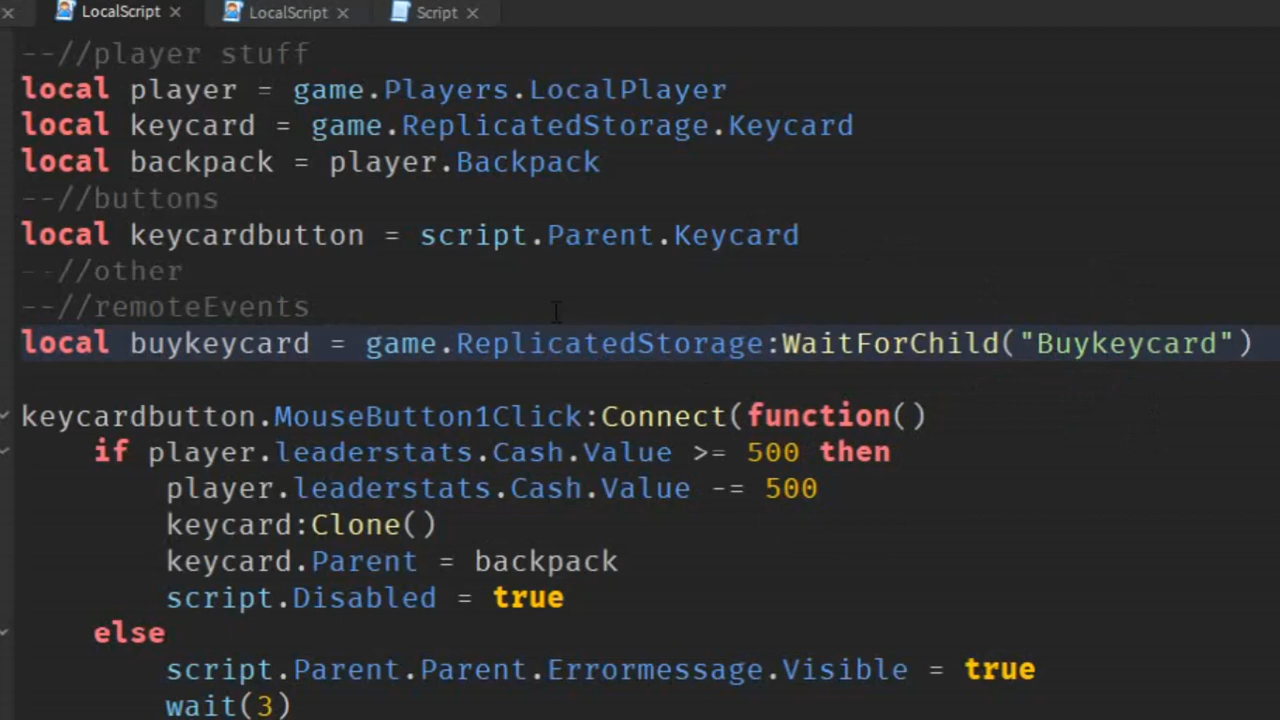 LocalScript LocalScript Script
--//player stuff
local player = game.Players.LocalPlayer
local keycard = game.ReplicatedStorage.Keycard
local backpack = player.Backpack
--//buttons
local keycardbutton = script.Parent.Keycard
--//other
--//remoteEvents
local buykeycard = game.ReplicatedStorage:WaitForChild("Buykeycard")
keycardbutton.MouseButton1Click:Connect(function()
if player.leaderstats.Cash.Value >= 500 then
player.leaderstats.Cash.Value -= 500
keycard:Clone()
keycard.Parent = backpack
script.Disabled = true
else
script.Parent.Parent.Errormessage.Visible = true
wait(3)